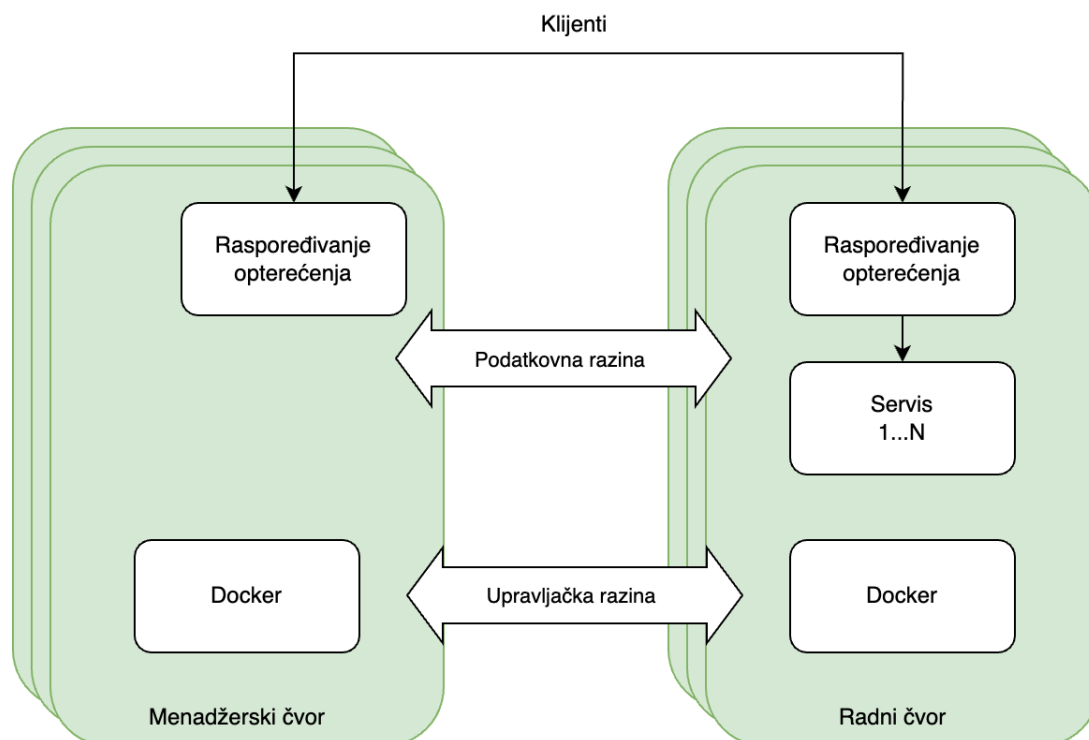 Klijenti
Raspoređivanje
opterećenja
Raspoređivanje
opterećenja
Podatkovna razina
Servis
1...N
Docker
Upravljačka razina
Docker
Menadžerski čvor
Radni čvor